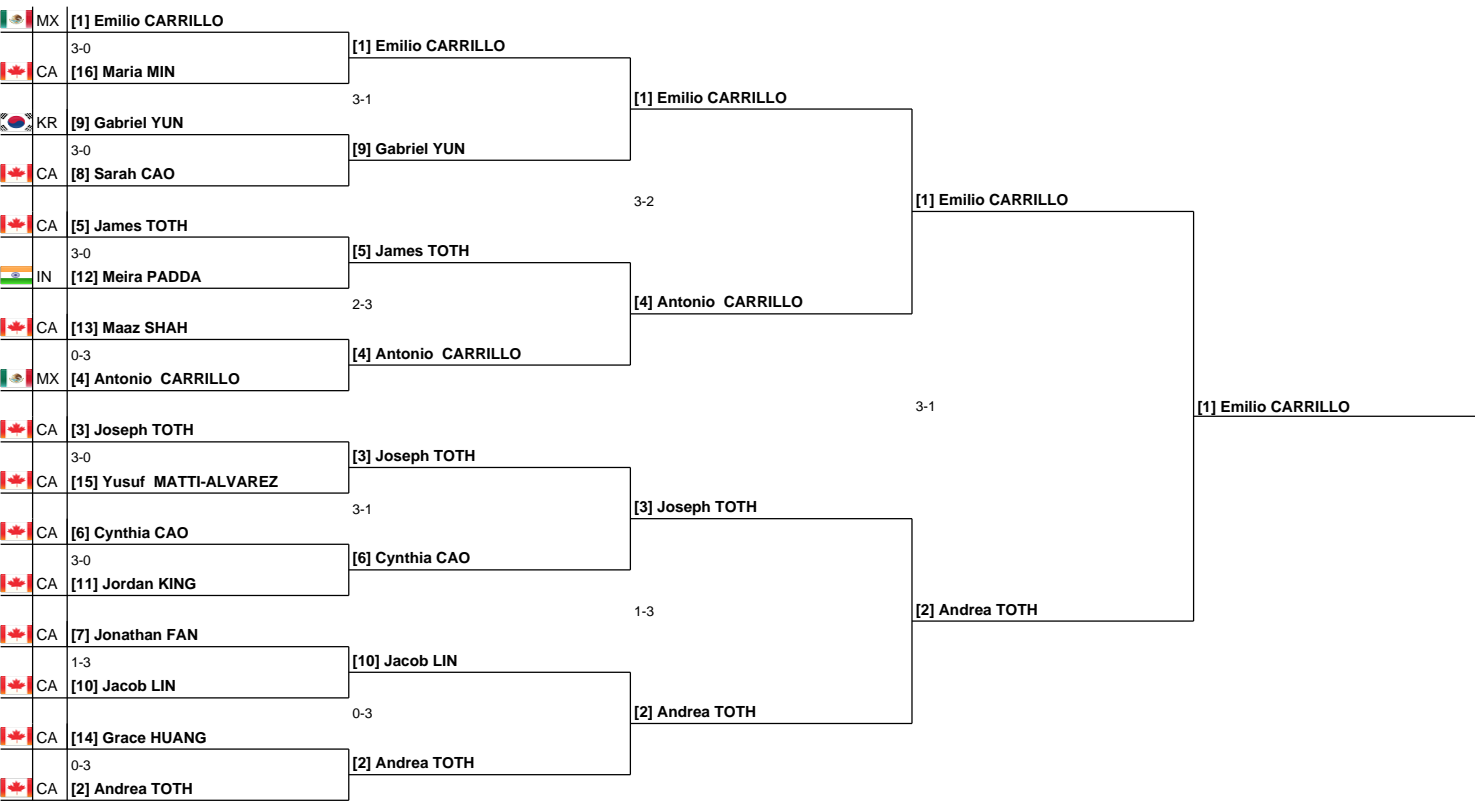 MX [1] Emilio CARRILLO
3-0
CA [16] Maria MIN
KR [9] Gabriel YUN
3-0
CA [8] Sarah CAO
CA [5] James TOTH
3-0
IN [12] Meira PADDA
CA [13] Maaz SHAH
0-3
MX [4] Antonio  CARRILLO
CA [3] Joseph TOTH
3-0
CA [15] Yusuf  MATTI-ALVAREZ
CA [6] Cynthia CAO
3-0
CA [11] Jordan KING
CA [7] Jonathan FAN
1-3
CA [10] Jacob LIN
CA [14] Grace HUANG
0-3
CA [2] Andrea TOTH
[1] Emilio CARRILLO
3-1
[9] Gabriel YUN
[5] James TOTH
2-3
[4] Antonio  CARRILLO
[3] Joseph TOTH
3-1
[6] Cynthia CAO
[10] Jacob LIN
0-3
[2] Andrea TOTH
[1] Emilio CARRILLO
3-2
[4] Antonio  CARRILLO
[3] Joseph TOTH
1-3
[2] Andrea TOTH
[1] Emilio CARRILLO
3-1
[2] Andrea TOTH
[1] Emilio CARRILLO